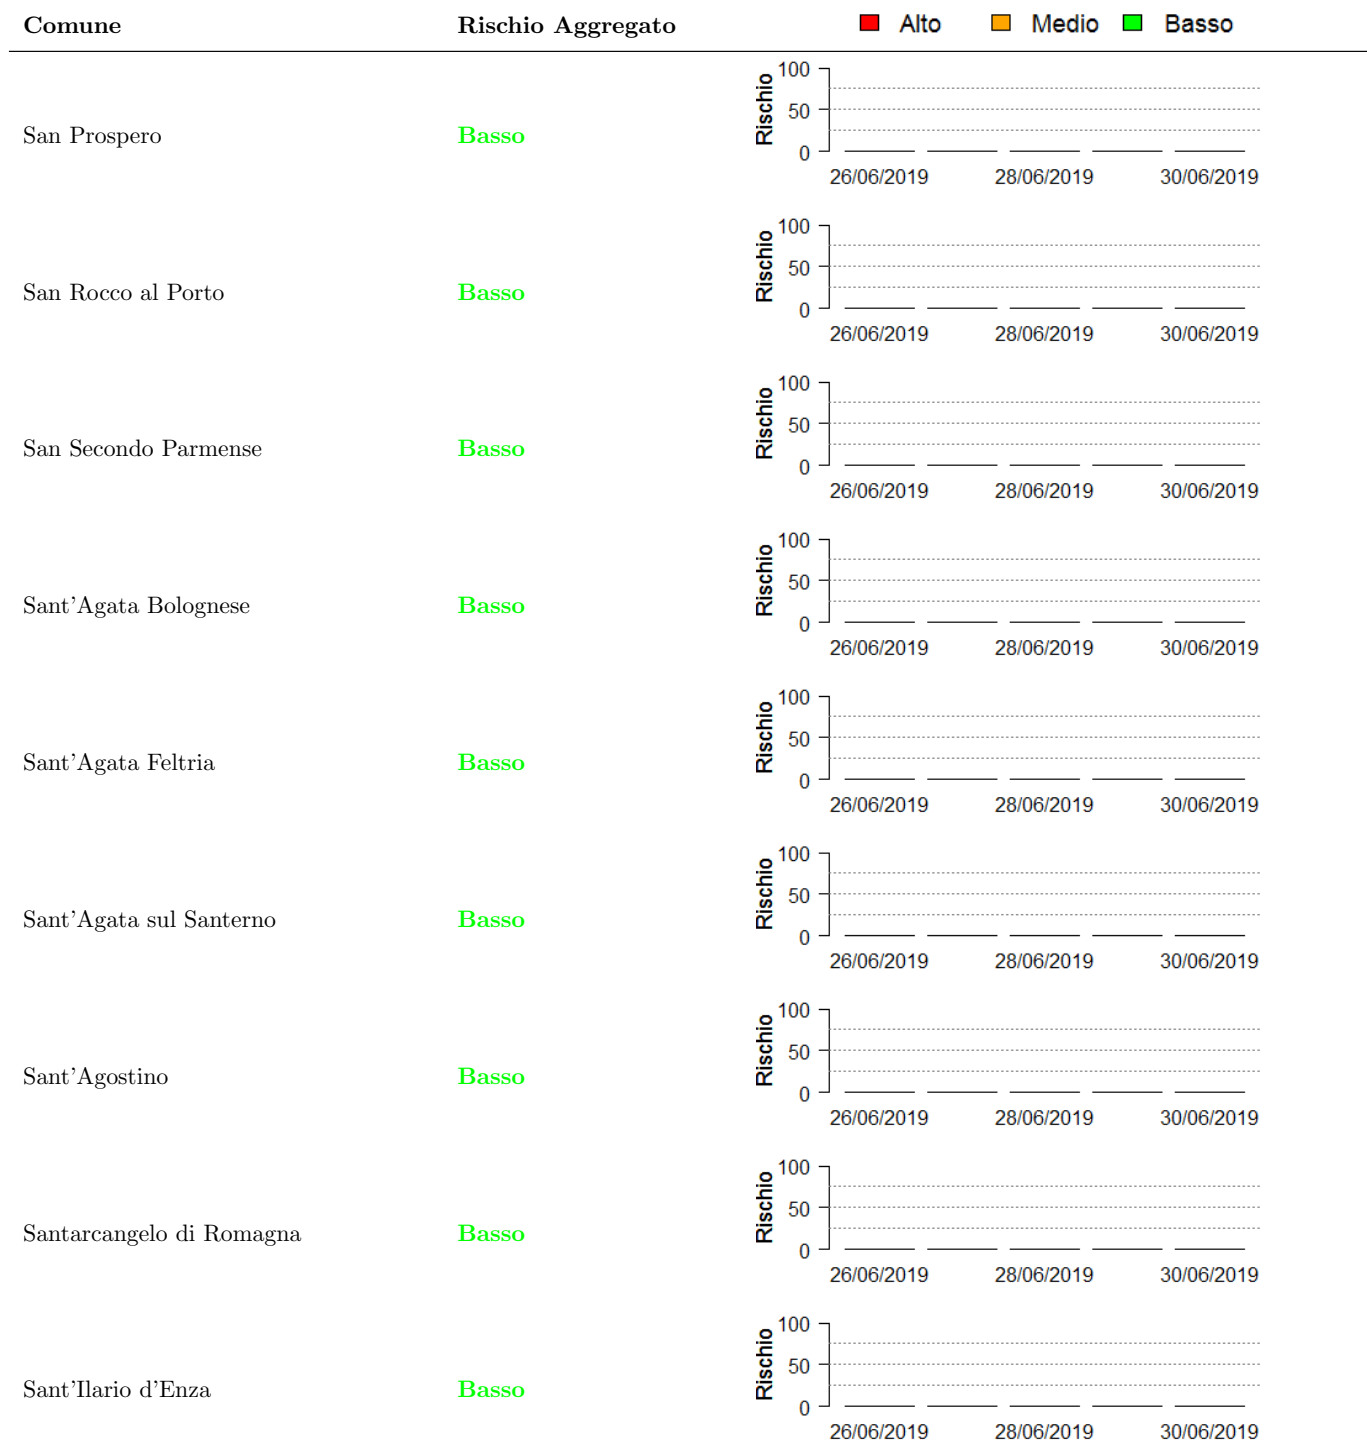 Comune Rischio Aggregato Alto Medio Basso
100
50
0
Rischio
San Prospero Basso
26/06/2019 28/06/2019 30/06/2019
100
50
0
Rischio
San Rocco al Porto Basso
26/06/2019 28/06/2019 30/06/2019
100
50
0
Rischio
San Secondo Parmense Basso
26/06/2019 28/06/2019 30/06/2019
100
50
0
Rischio
Sant'Agata Bolognese Basso
26/06/2019 28/06/2019 30/06/2019
100
50
0
Rischio
Sant'Agata Feltria Basso
26/06/2019 28/06/2019 30/06/2019
100
50
0
Rischio
Sant'Agata sul Santerno Basso
26/06/2019 28/06/2019 30/06/2019
100
50
0
Rischio
Sant'Agostino Basso
26/06/2019 28/06/2019 30/06/2019
100
50
0
Rischio
Santarcangelo di Romagna Basso
26/06/2019 28/06/2019 30/06/2019
100
50
0
Rischio
Sant'Ilario d'Enza Basso
26/06/2019 28/06/2019 30/06/2019